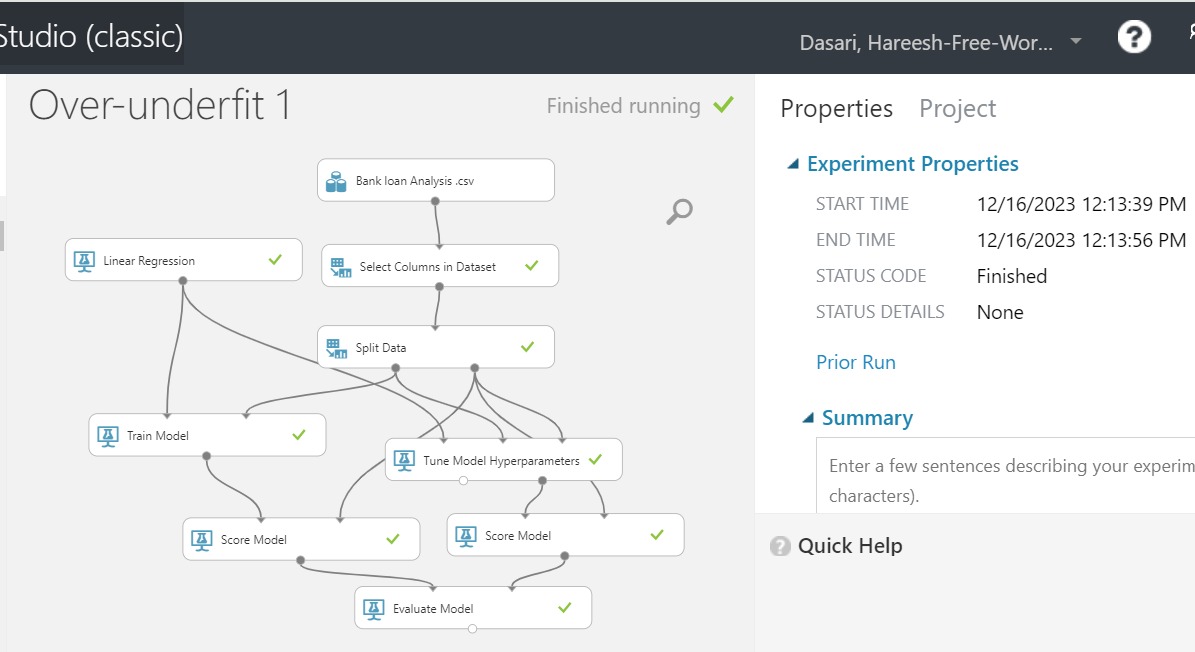 Studio (classic)
Dasari, Hareesh-Free-Wor...
?
Over-underfit 1
Finished running
Properties Project
Experiment Properties
START TIME 12/16/2023 12:13:39 PM
END TIME 12/16/2023 12:13:56 PM
STATUS CODE Finished
STATUS DETAILS None
Prior Run
Summary
Enter a few sentences describing your experim
characters).
? Quick Help
Bank loan Analysis .csv
Linear Regression
Select Columns in Dataset
Split Data
Train Model
Tune Model Hyperparameters
Score Model
Score Model
Evaluate Model